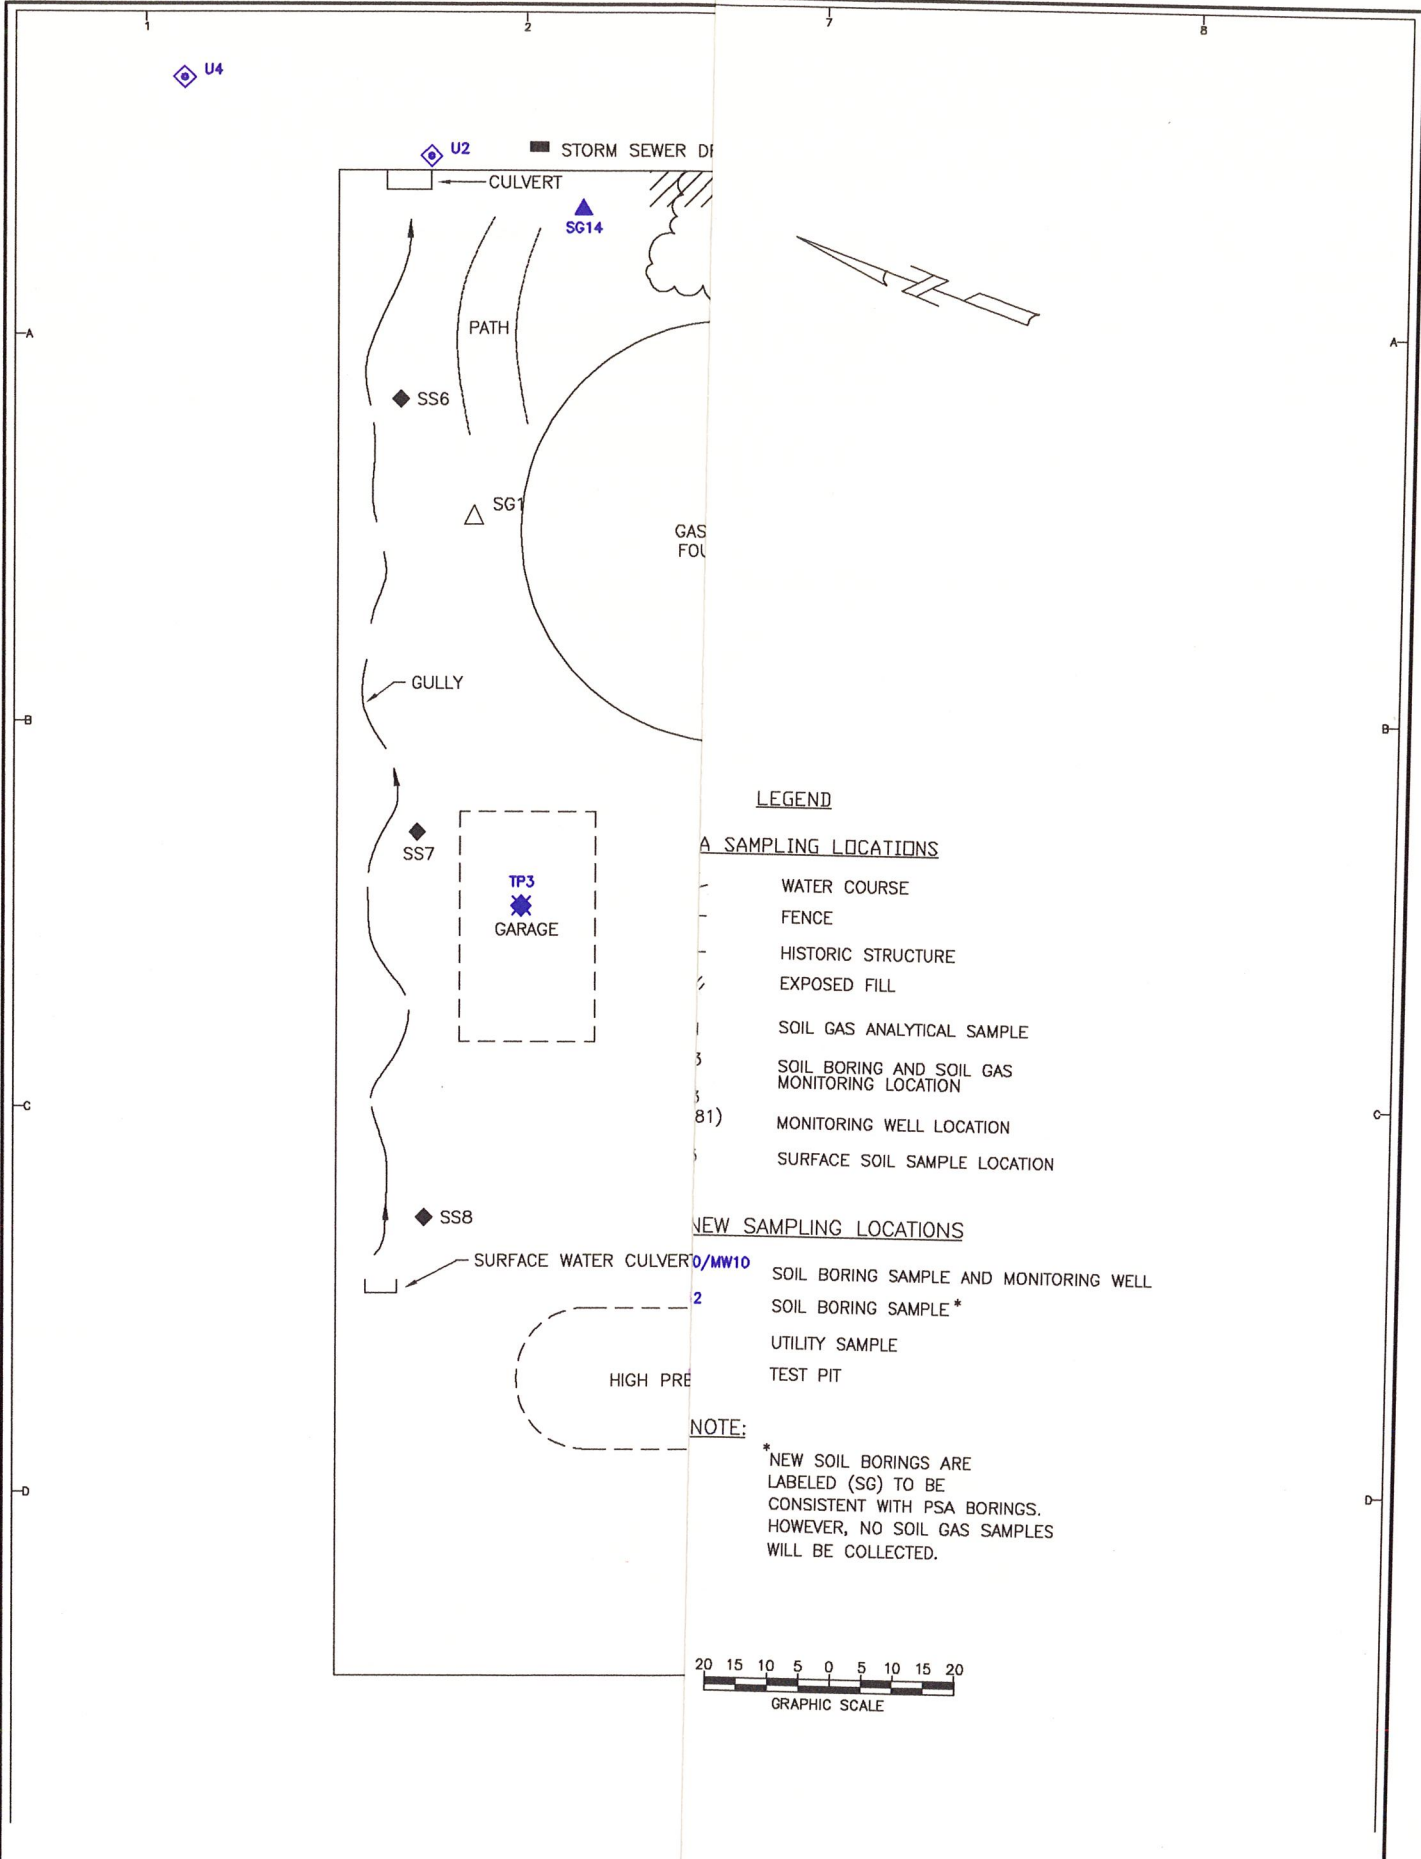 1
2
7
8
U4
U2
STORM SEWER
CULVERT
SG14
PATH
A
A
SS6
SG1
GAS
GULLY
B
B
LEGEND
A SAMPLING LOCATIONS
SS7
WATER COURSE
TP3
FENCE
GARAGE
HISTORIC STRUCTURE
EXPOSED FILL
SOIL GAS ANALYTICAL SAMPLE
3
SOIL BORING AND SOIL GAS
MONITORING LOCATION
81)
C
C
MONITORING WELL LOCATION
SURFACE SOIL SAMPLE LOCATION
SS8
NEW SAMPLING LOCATIONS
SURFACE WATER CULVERT
0/MW10
SOIL BORING SAMPLE AND MONITORING WELL
2
SOIL BORING SAMPLE*
UTILITY SAMPLE
HIGH PRE
TEST PIT
NOTE:
*NEW SOIL BORINGS ARE
LABELED (SG) TO BE
CONSISTENT WITH PSA BORINGS.
HOWEVER, NO SOIL GAS SAMPLES
WILL BE COLLECTED.
D
D
20 15 10 5 0 5 10 15 20
GRAPHIC SCALE